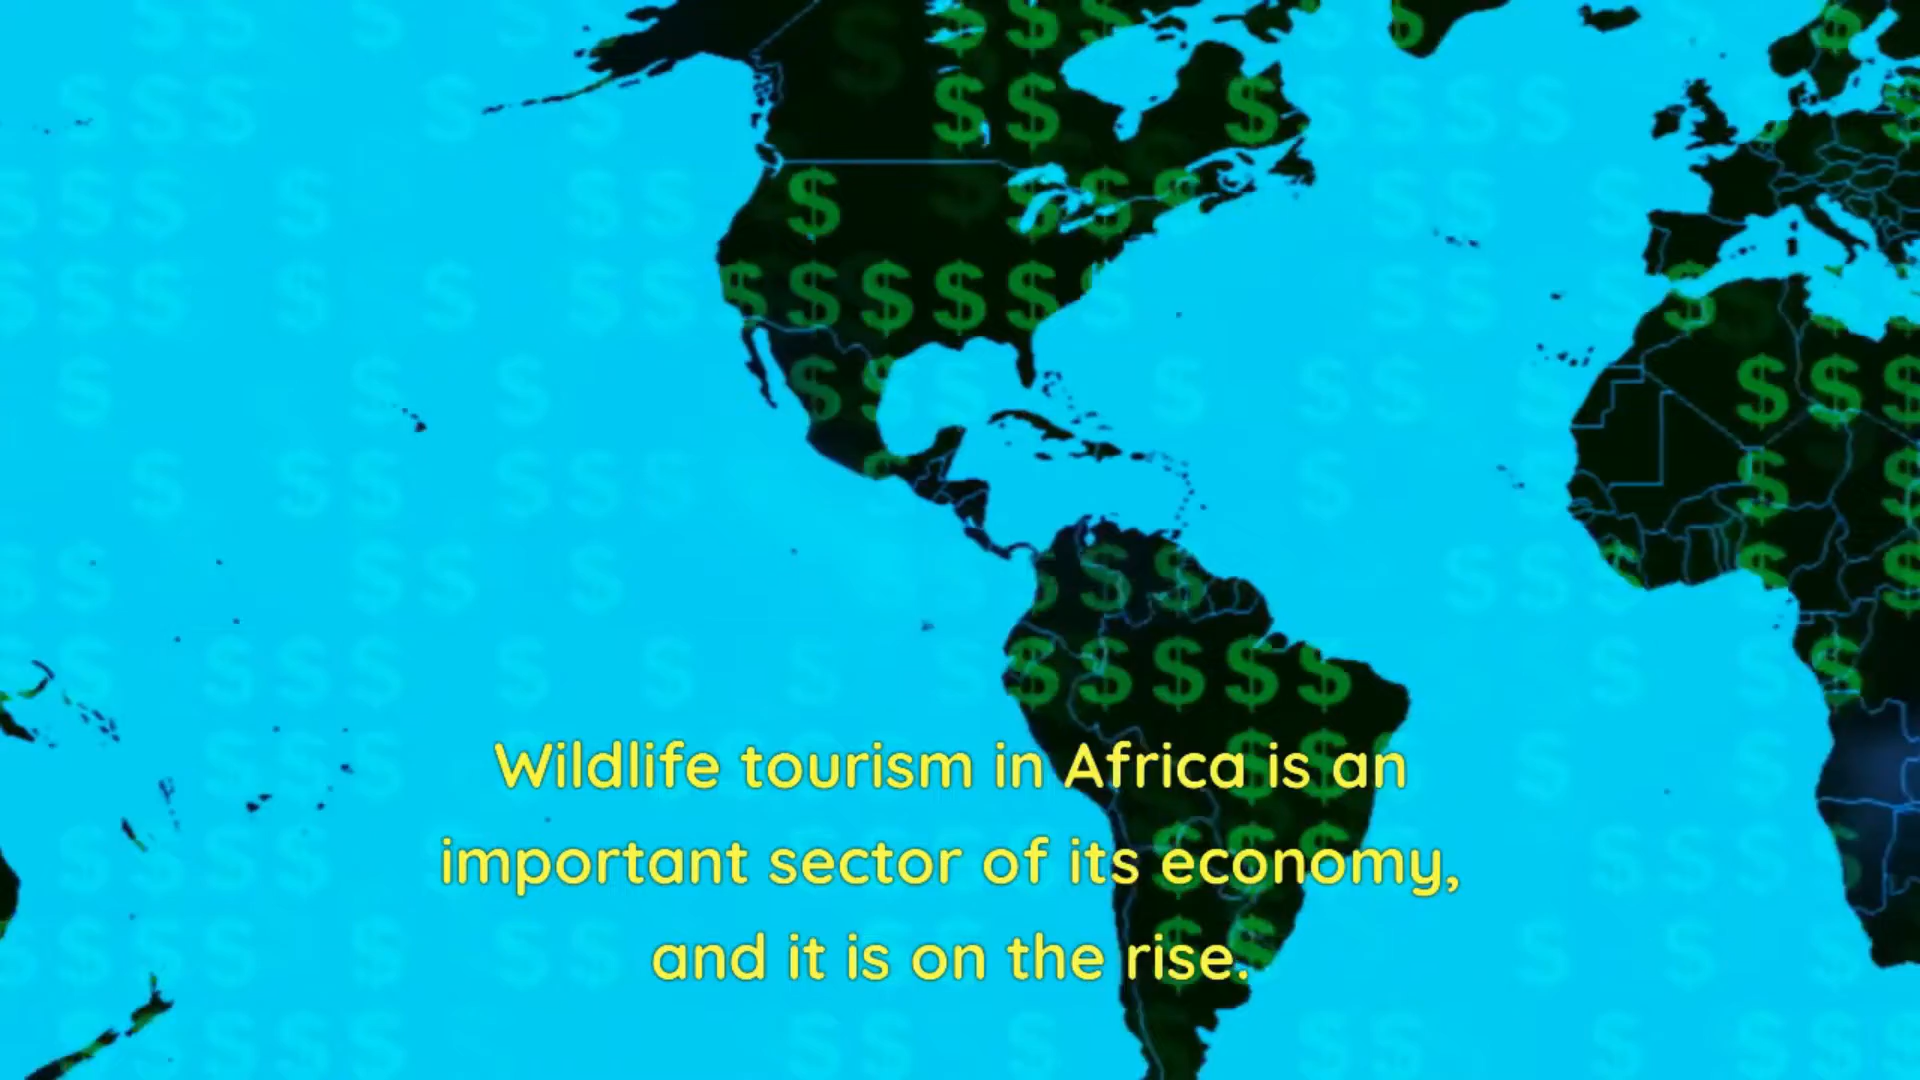 Wildlife tourism in Africa is an
important sector of its economy,
and it is on the rise.